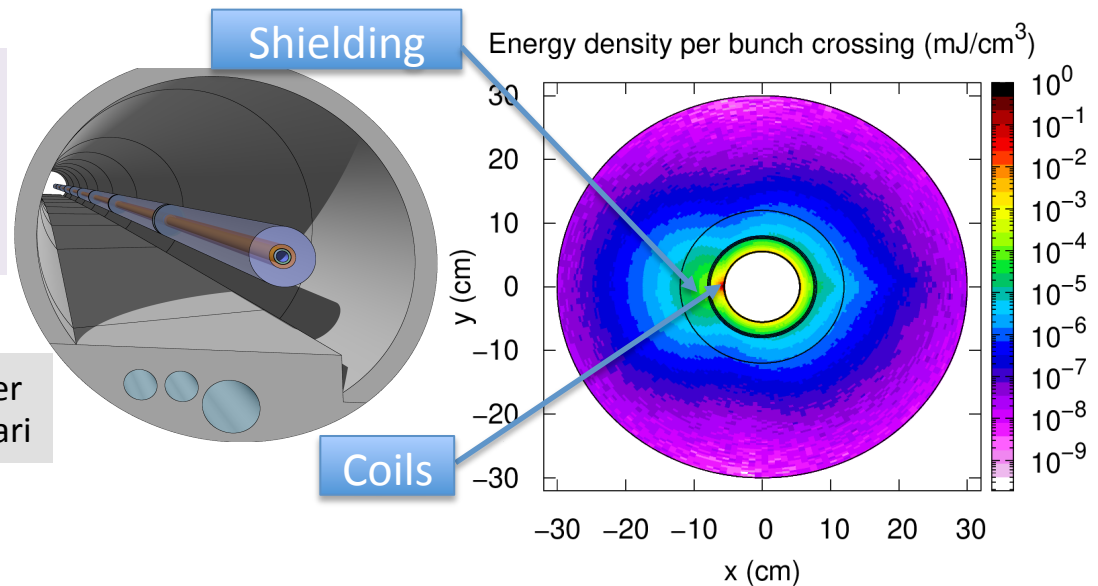 Shielding
Energy density per bunch crossing (mJ/cm³)
30
20
10
0
−10
−20
−30
y (cm)
−30 −20 −10 0 10 20 30
x (cm)
10⁰
10⁻¹
10⁻²
10⁻³
10⁻⁴
10⁻⁵
10⁻⁶
10⁻⁷
10⁻⁸
10⁻⁹
Coils
er
ari